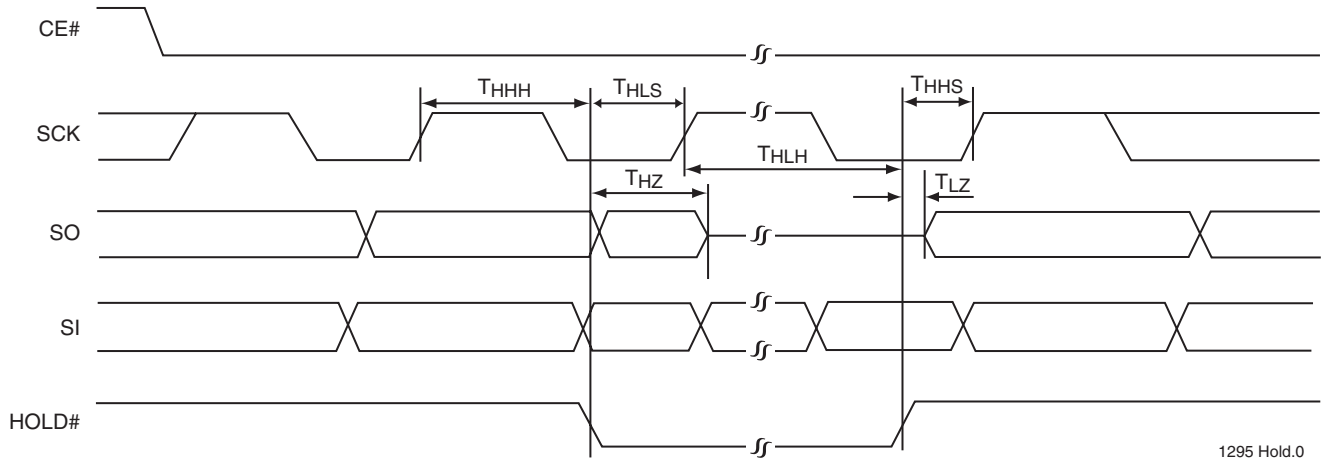 CE#
THHH
THLS
THHS
SCK
THLH
THZ
TLZ
SO
SI
HOLD#
1295 Hold.0